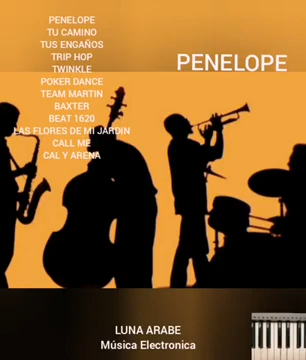 PENELOPE
TU CAMINO
TUS ENGAÑOS
TRIP HOP
TWINKLE
POKER DANCE
TEAM MARTIN
BAXTER
BEAT 1620
LAS FLORES DE MI JARDIN
CALL ME
CAL Y ARENA
PENELOPE
LUNA ARABE
Música Electronica